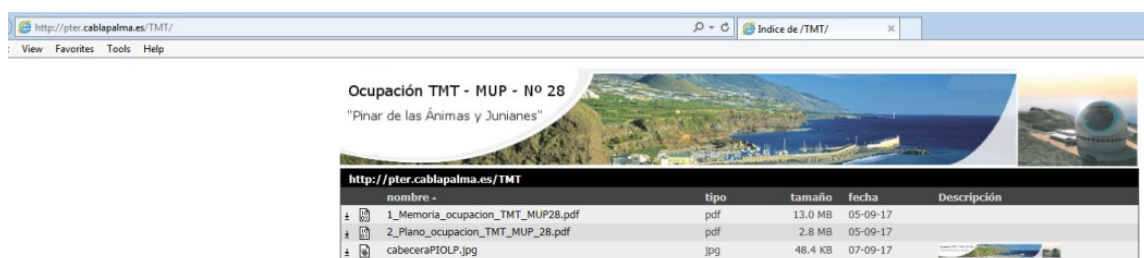 http://pter.cablapalma.es/TMT/
Indice de /TMT/
View Favorites Tools Help
Ocupación TMT - MUP - Nº 28
"Pinar de las Ánimas y Junianes"
http://pter.cablapalma.es/TMT
nombre tipo tamaño fecha Descripción
1_Memoria_ocupacion_TMT_MUP28.pdf pdf 13.0 MB 05-09-17
2_Plano_ocupacion_TMT_MUP_28.pdf pdf 2.8 MB 05-09-17
cabeceraPIOLP.jpg jpg 48.4 KB 07-09-17